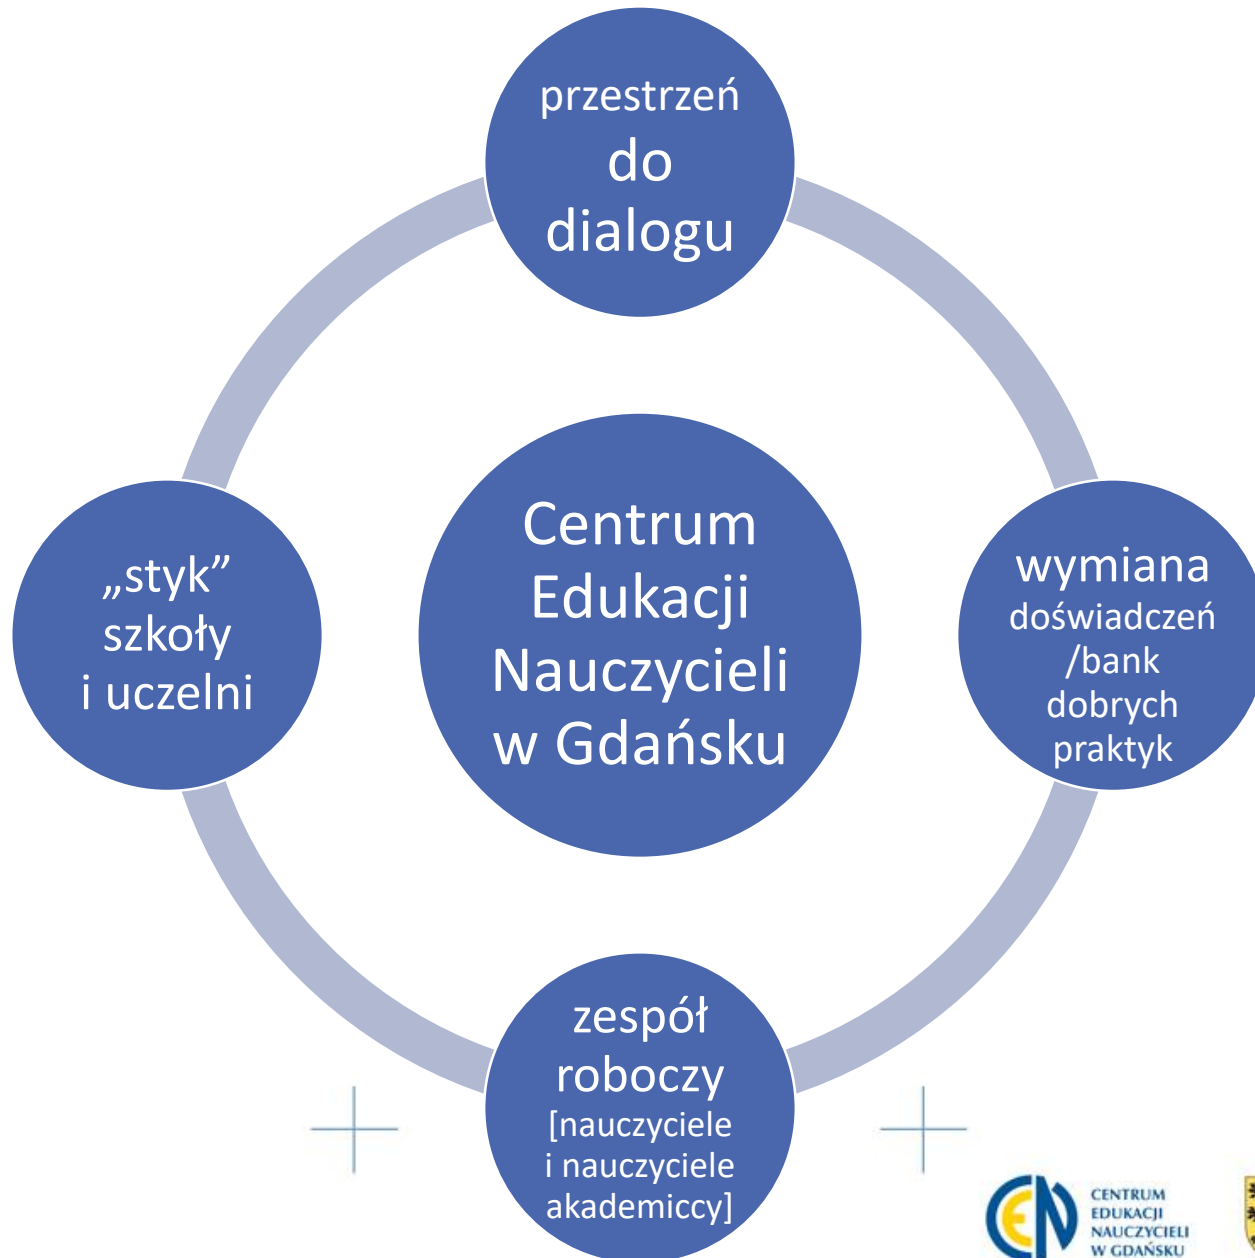 przestrzeń
do
dialogu
„styk”
szkoły
i uczelni
Centrum
Edukacji
Nauczycieli
w Gdańsku
wymiana
doświadczeń
/bank
dobrych
praktyk
zespół
roboczy
[nauczyciele
i nauczyciele
akademiccy]
CEN
CENTRUM
EDUKACJI
NAUCZYCIELI
W GDAŃSKU